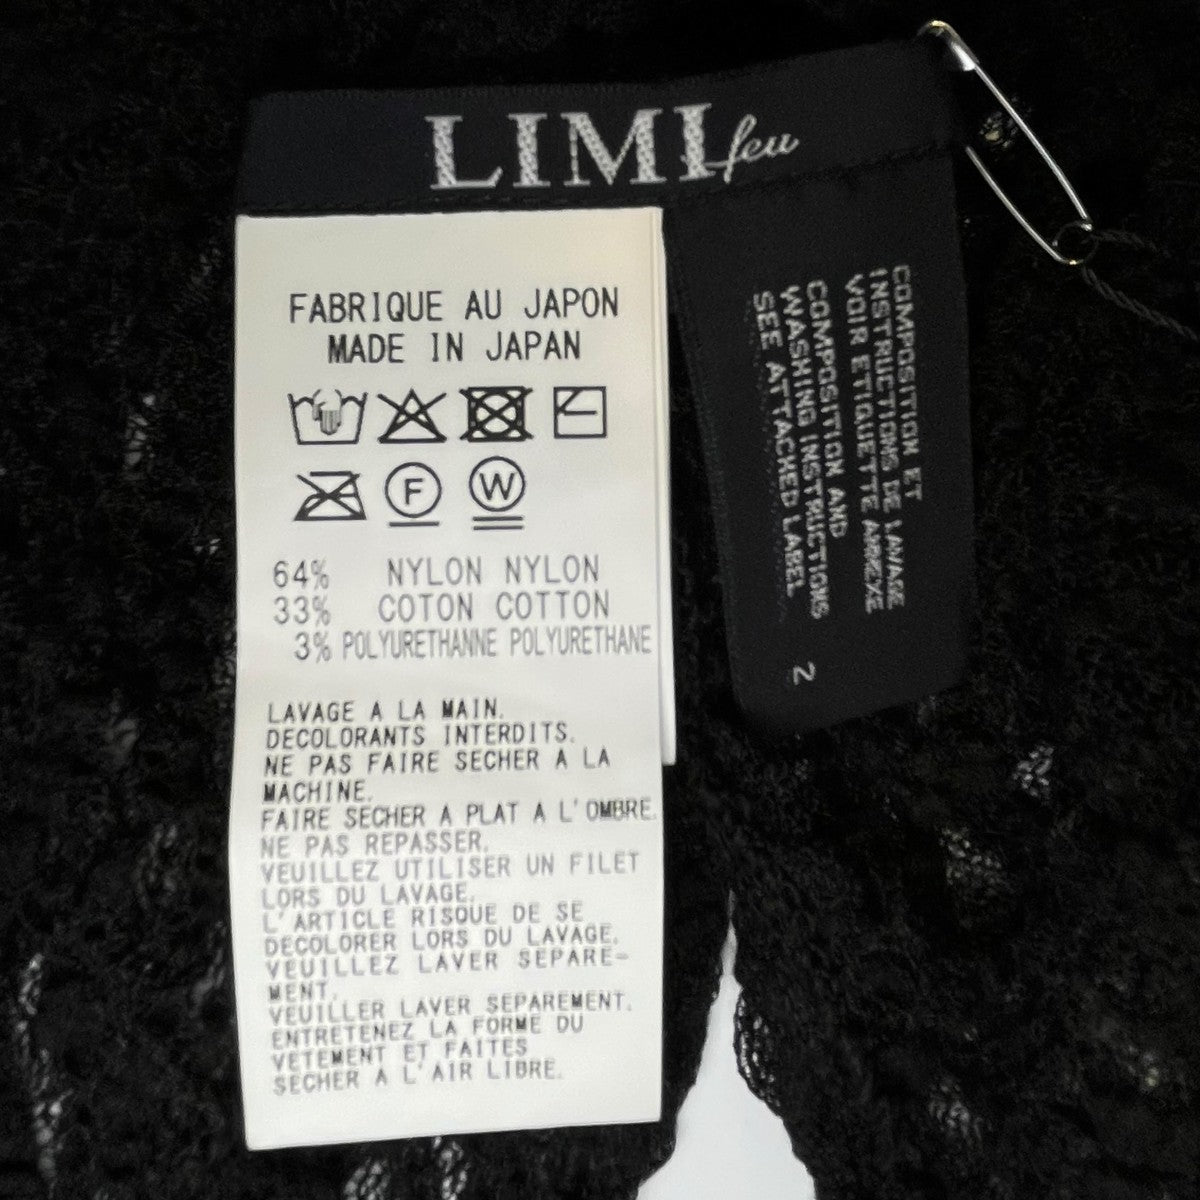 LIMI feu
FABRIQUE AU JAPON
MADE IN JAPAN
F
W
64% NYLON NYLON
33% COTON COTTON
3% POLYURETHANNE POLYURETHANE
LAVAGE A LA MAIN.
DECOLORANTS INTERDITS.
NE PAS FAIRE SECHER A LA
MACHINE.
FAIRE SECHER A PLAT A L'OMBRE.
NE PAS REPASSER.
VEUILLEZ UTILISER UN FILET
LORS DU LAVAGE.
L'ARTICLE RISQUE DE SE
DECOLORER LORS DU LAVAGE.
VEUILLEZ LAVER SEPARE-
MENT.
VEUILLER LAVER SEPAREMENT.
ENTRETENEZ LA FORME DU
VETEMENT ET FAITES
SECHER A L'AIR LIBRE.
COMPOSITION ET
INSTRUCTIONS DE LAVAGE
VOIR ETIQUETTE ANNEXE
COMPOSITION AND
WASHING INSTRUCTIONS
SEE ATTACHED LABEL
2